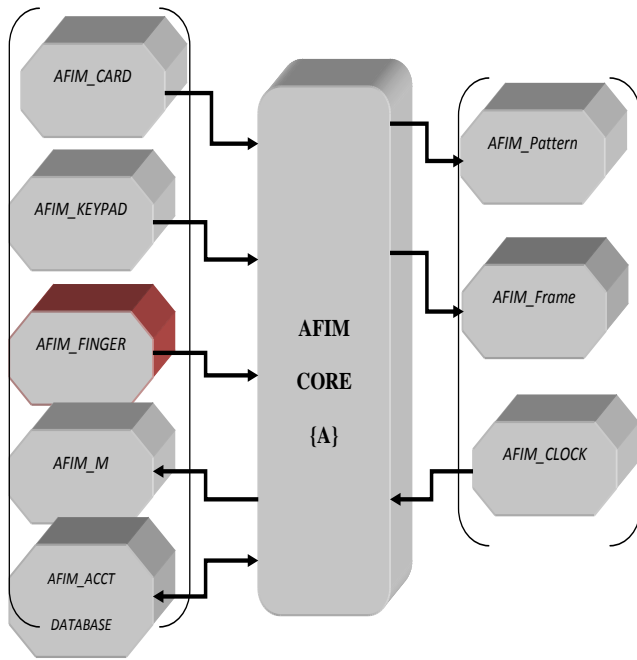 AFIM_CARD
AFIM_KEYPAD
AFIM_FINGER
AFIM_M
AFIM_ACCT
DATABASE
AFIM
CORE
{A}
AFIM_Pattern
AFIM_Frame
AFIM_CLOCK